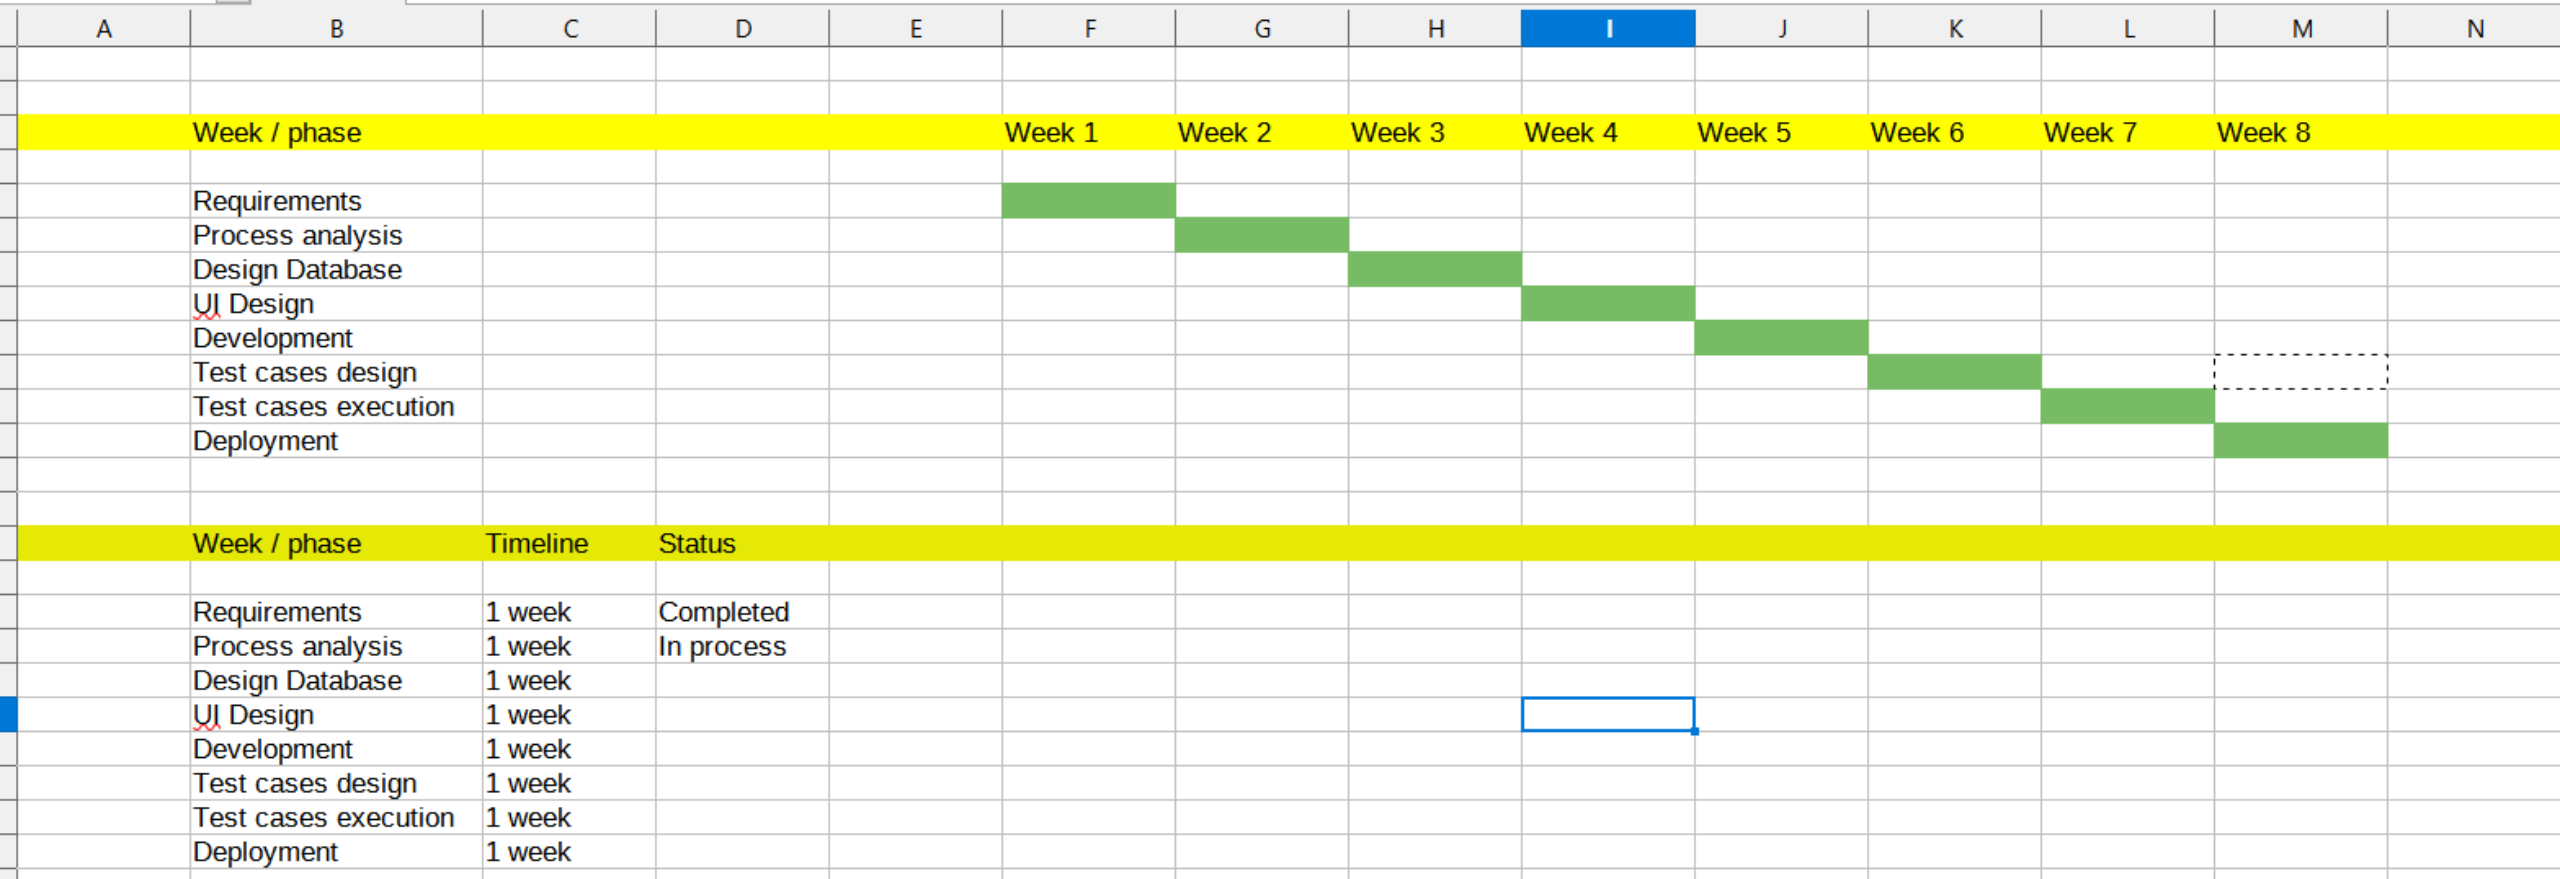 A B C D E F G H I J K L M N
Week / phase Week 1 Week 2 Week 3 Week 4 Week 5 Week 6 Week 7 Week 8
Requirements
Process analysis
Design Database
UI Design
Development
Test cases design
Test cases execution
Deployment
Week / phase Timeline Status
Requirements 1 week Completed
Process analysis 1 week In process
Design Database 1 week
UI Design 1 week
Development 1 week
Test cases design 1 week
Test cases execution 1 week
Deployment 1 week